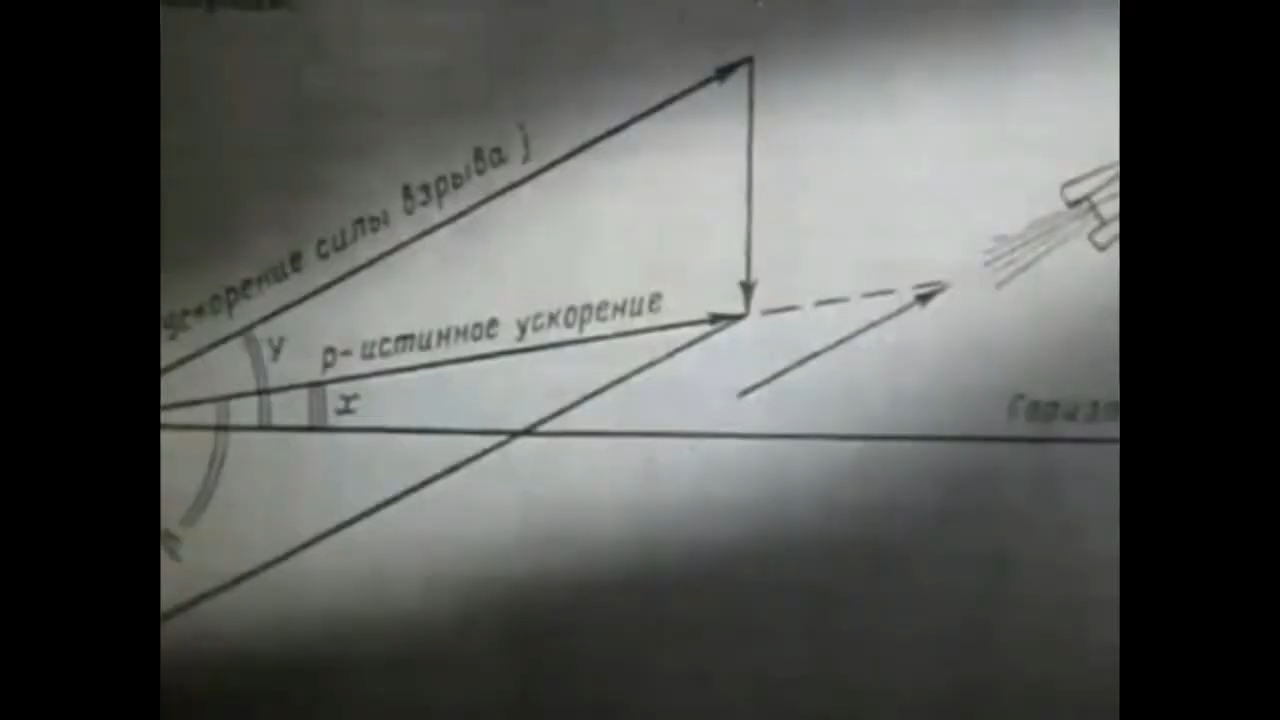 ускорение силы взрыва)
У
р-истинное ускорение
х